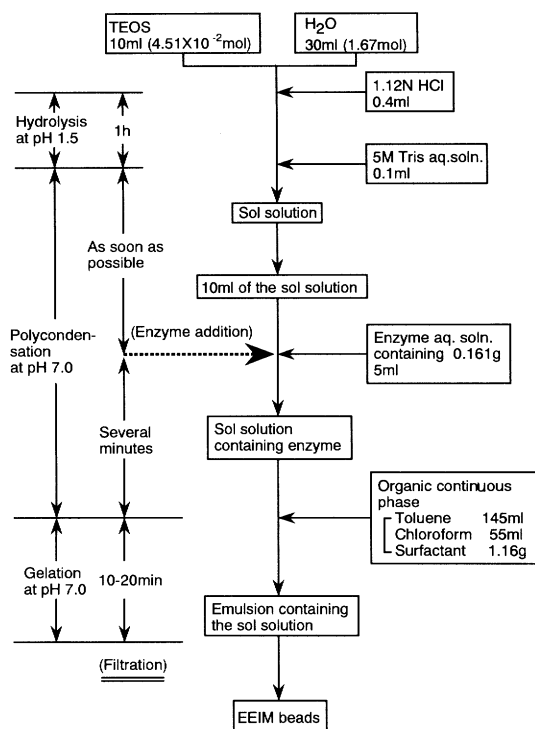 TEOS
10ml (4.51X10⁻²mol)
H₂O
30ml (1.67mol)
1.12N HCl
0.4ml
Hydrolysis
at pH 1.5
1h
5M Tris aq.soln.
0.1ml
Sol solution
As soon as
possible
10ml of the sol solution
(Enzyme addition)
Polyconden-
sation
at pH 7.0
Enzyme aq. soln.
containing 0.161g
5ml
Several
minutes
Sol solution
containing enzyme
Organic continuous
phase
Toluene 145ml
Chloroform 55ml
Surfactant 1.16g
Gelation
at pH 7.0
10-20min
Emulsion containing
the sol solution
(Filtration)
EEIM beads